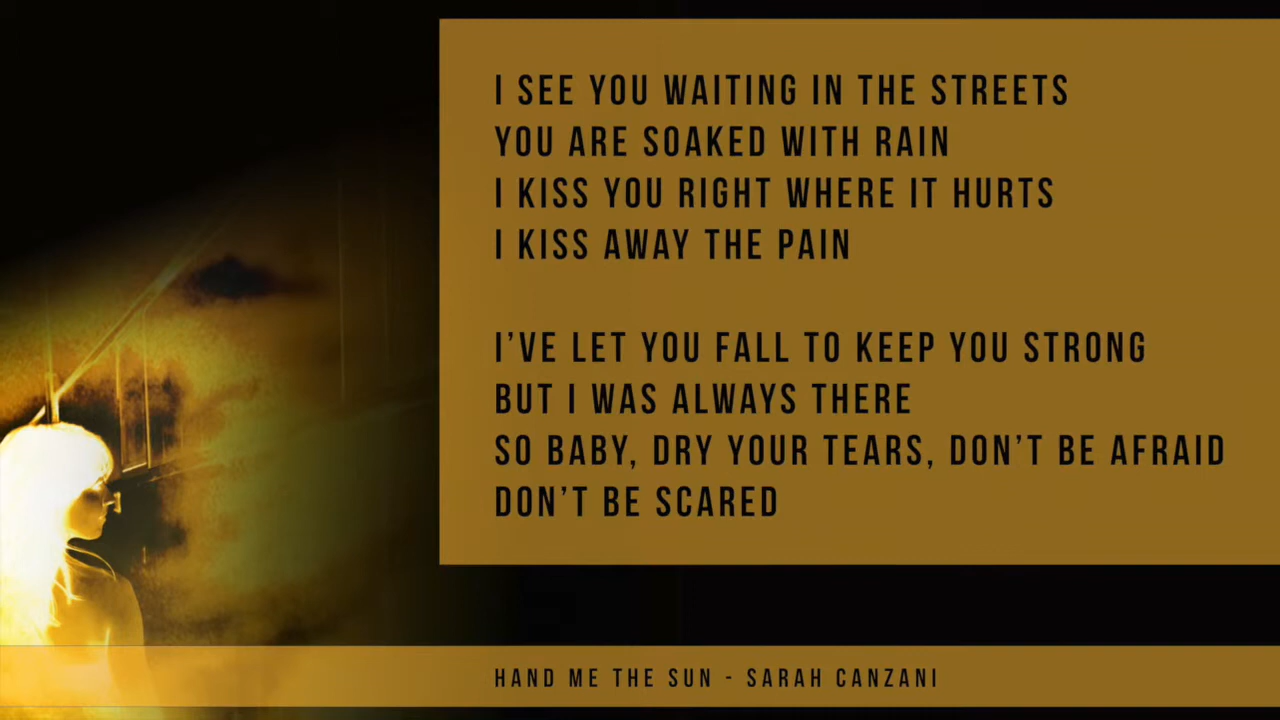 I SEE YOU WAITING IN THE STREETS
YOU ARE SOAKED WITH RAIN
I KISS YOU RIGHT WHERE IT HURTS
I KISS AWAY THE PAIN
I'VE LET YOU FALL TO KEEP YOU STRONG
BUT I WAS ALWAYS THERE
SO BABY, DRY YOUR TEARS, DON'T BE AFRAID
DON'T BE SCARED
HAND ME THE SUN - SARAH CANZANI